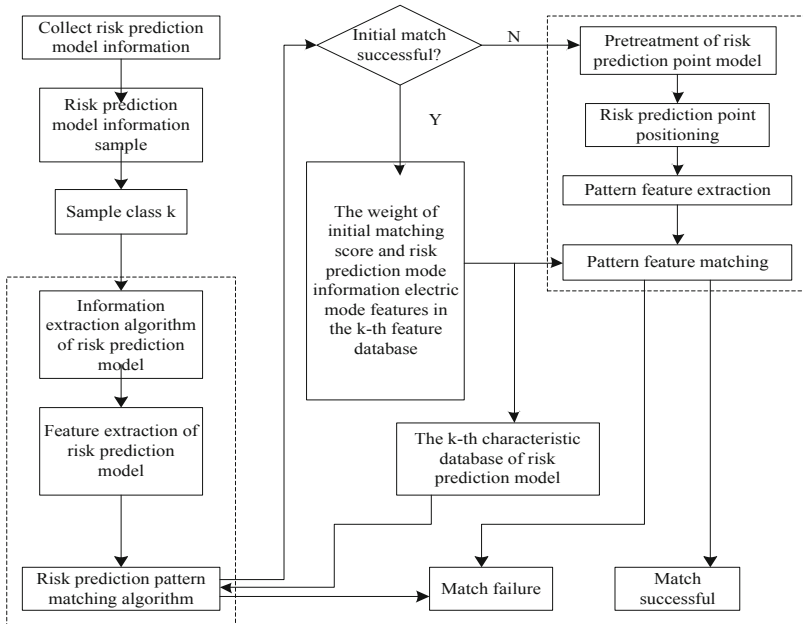 Collect risk prediction
model information
Risk prediction
model information
sample
Sample class k
Information
extraction algorithm
of risk prediction
model
Feature extraction of
risk prediction
model
Risk prediction pattern
matching algorithm
Initial match
successful?
N
Y
The weight of
initial matching
score and risk
prediction mode
information electric
mode features in
the k-th feature
database
The k-th characteristic
database of risk
prediction model
Match failure
Pretreatment of risk
prediction point model
Risk prediction point
positioning
Pattern feature extraction
Pattern feature matching
Match
successful